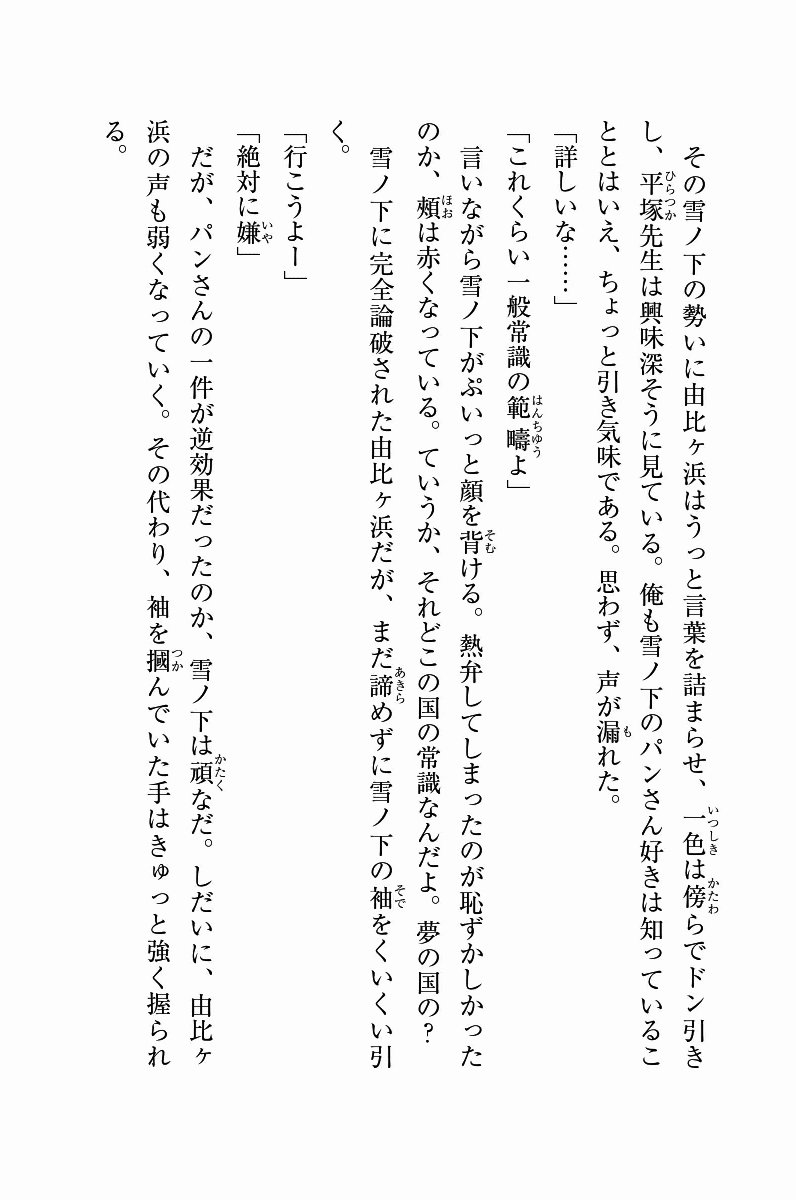 その雪ノ下の勢いに由比ヶ浜はうっと言葉を詰まらせ、一色は傍らでドン引き
し、平塚先生は興味深そうに見ている。俺も雪ノ下のパンさん好きは知っているこ
ととはいえ、ちょっと引き気味である。思わず、声が漏れた。
「詳しいな……」
「これくらい一般常識の範疇よ」
　言いながら雪ノ下がぷいっと顔を背ける。熱弁してしまったのが恥ずかしかった
のか、頰は赤くなっている。ていうか、それどこの国の常識なんだよ。夢の国の？
　雪ノ下に完全論破された由比ヶ浜だが、まだ諦めずに雪ノ下の袖をくいくい引
く。
「行こうよー」
「絶対に嫌」
　だが、パンさんの一件が逆効果だったのか、雪ノ下は頑なだ。しだいに、由比ヶ
浜の声も弱くなっていく。その代わり、袖を摑んでいた手はきゅっと強く握られ
る。